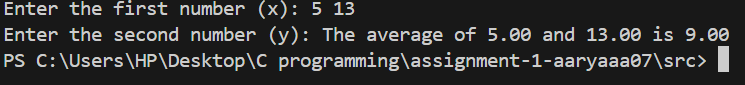 Enter the first number (x): 5 13
Enter the second number (y): The average of 5.00 and 13.00 is 9.00
PS C:\Users\HP\Desktop\C programming\assignment-1-aaryaaa07\src>